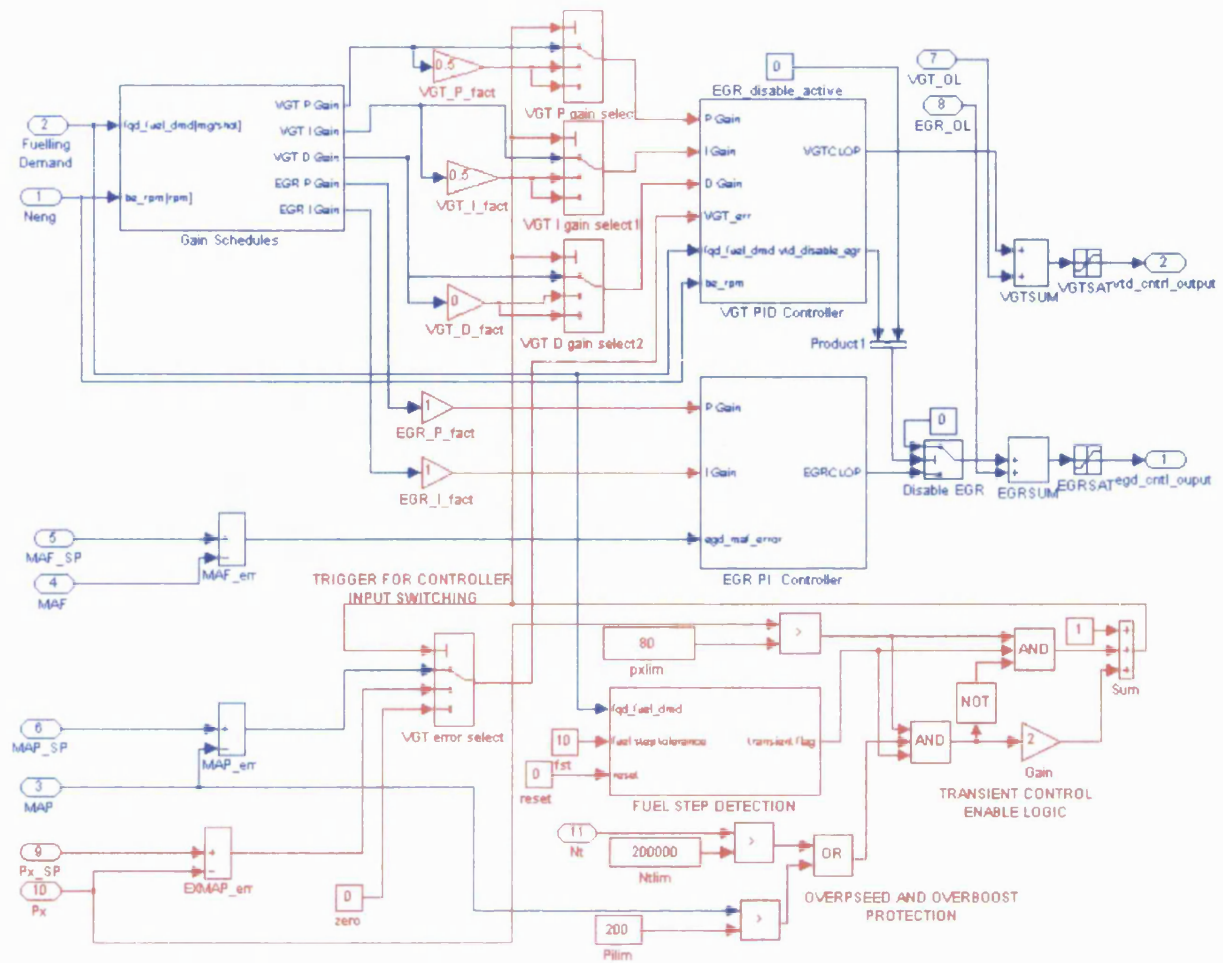 2
Fuelling
Demand
1
Neng
fqd_fuel_dmd[mg/shot]
be_rpm[rpm]
VGT P Gain
VGT I Gain
VGT D Gain
EGR P Gain
EGR I Gain
Gain Schedules
0.5
VGT_P_fact
0.5
VGT_I_fact
0
VGT_D_fact
VGT P gain select
VGT I gain select1
VGT D gain select2
0
EGR_disable_active
P Gain
I Gain
D Gain
VGT_err
fqd_fuel_dmd
be_rpm
VGTCLOP
vtd_disable_egr
VGT PID Controller
7
VGT_OL
8
EGR_OL
+
+
VGTSUM
VGTSAT
2
vtd_cntrl_output
Product1
1
EGR_P_fact
1
EGR_I_fact
P Gain
I Gain
egd_maf_error
EGRCLOP
EGR PI Controller
0
Disable EGR
+
+
EGRSUM
EGRSAT
1
egd_cntl_ouput
5
MAF_SP
4
MAF
MAF_err
TRIGGER FOR CONTROLLER
INPUT SWITCHING
VGT error select
6
MAP_SP
3
MAP
MAP_err
9
Px_SP
10
Px
+
−
EXMAP_err
0
zero
80
pxlim
>
fqd_fuel_dmd
fuel step tolerance
reset
transient flag
10
fst
0
reset
FUEL STEP DETECTION
11
Nt
200000
Ntlim
>
200
Pilim
>
OR
OVERPSEED AND OVERBOOST
PROTECTION
AND
NOT
AND
2
Gain
1
+
+
+
Sum
TRANSIENT CONTROL
ENABLE LOGIC